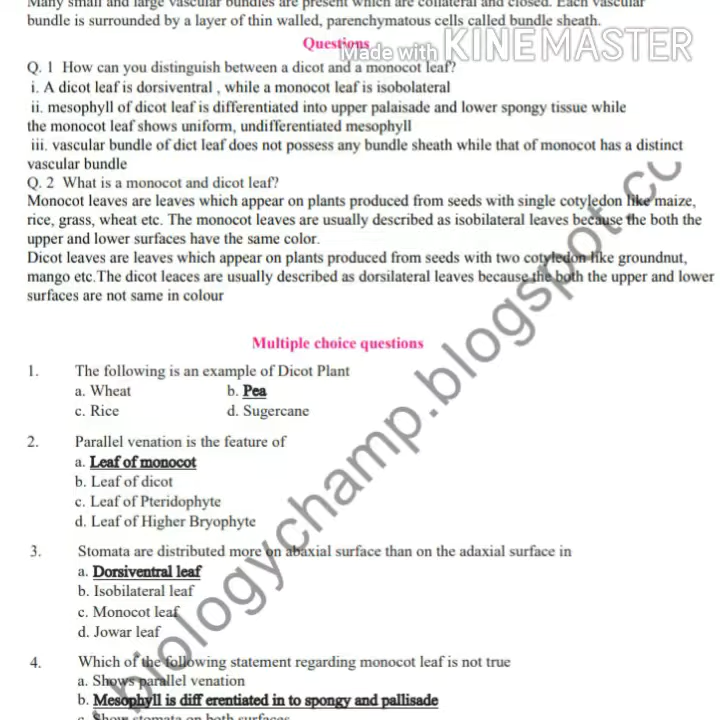 Many small and large vascular bundles are present which are collateral and closed. Each vascular
bundle is surrounded by a layer of thin walled, parenchymatous cells called bundle sheath.
Questions
Made with KINEMASTER
Q. 1 How can you distinguish between a dicot and a monocot leaf?
i. A dicot leaf is dorsiventral , while a monocot leaf is isobolateral
ii. mesophyll of dicot leaf is differentiated into upper palaisade and lower spongy tissue while
the monocot leaf shows uniform, undifferentiated mesophyll
iii. vascular bundle of dict leaf does not possess any bundle sheath while that of monocot has a distinct
vascular bundle
Q. 2 What is a monocot and dicot leaf?
Monocot leaves are leaves which appear on plants produced from seeds with single cotyledon like maize,
rice, grass, wheat etc. The monocot leaves are usually described as isobilateral leaves because the both the
upper and lower surfaces have the same color.
Dicot leaves are leaves which appear on plants produced from seeds with two cotyledon like groundnut,
mango etc.The dicot leaces are usually described as dorsilateral leaves because the both the upper and lower
surfaces are not same in colour
Multiple choice questions
1. The following is an example of Dicot Plant
a. Wheat b. Pea
c. Rice d. Sugercane
2. Parallel venation is the feature of
a. Leaf of monocot
b. Leaf of dicot
c. Leaf of Pteridophyte
d. Leaf of Higher Bryophyte
3. Stomata are distributed more on abaxial surface than on the adaxial surface in
a. Dorsiventral leaf
b. Isobilateral leaf
c. Monocot leaf
d. Jowar leaf
4. Which of the following statement regarding monocot leaf is not true
a. Shows parallel venation
b. Mesophyll is diff erentiated in to spongy and pallisade
c. Show stomata on both surfaces
biologychamp.blogspot.co